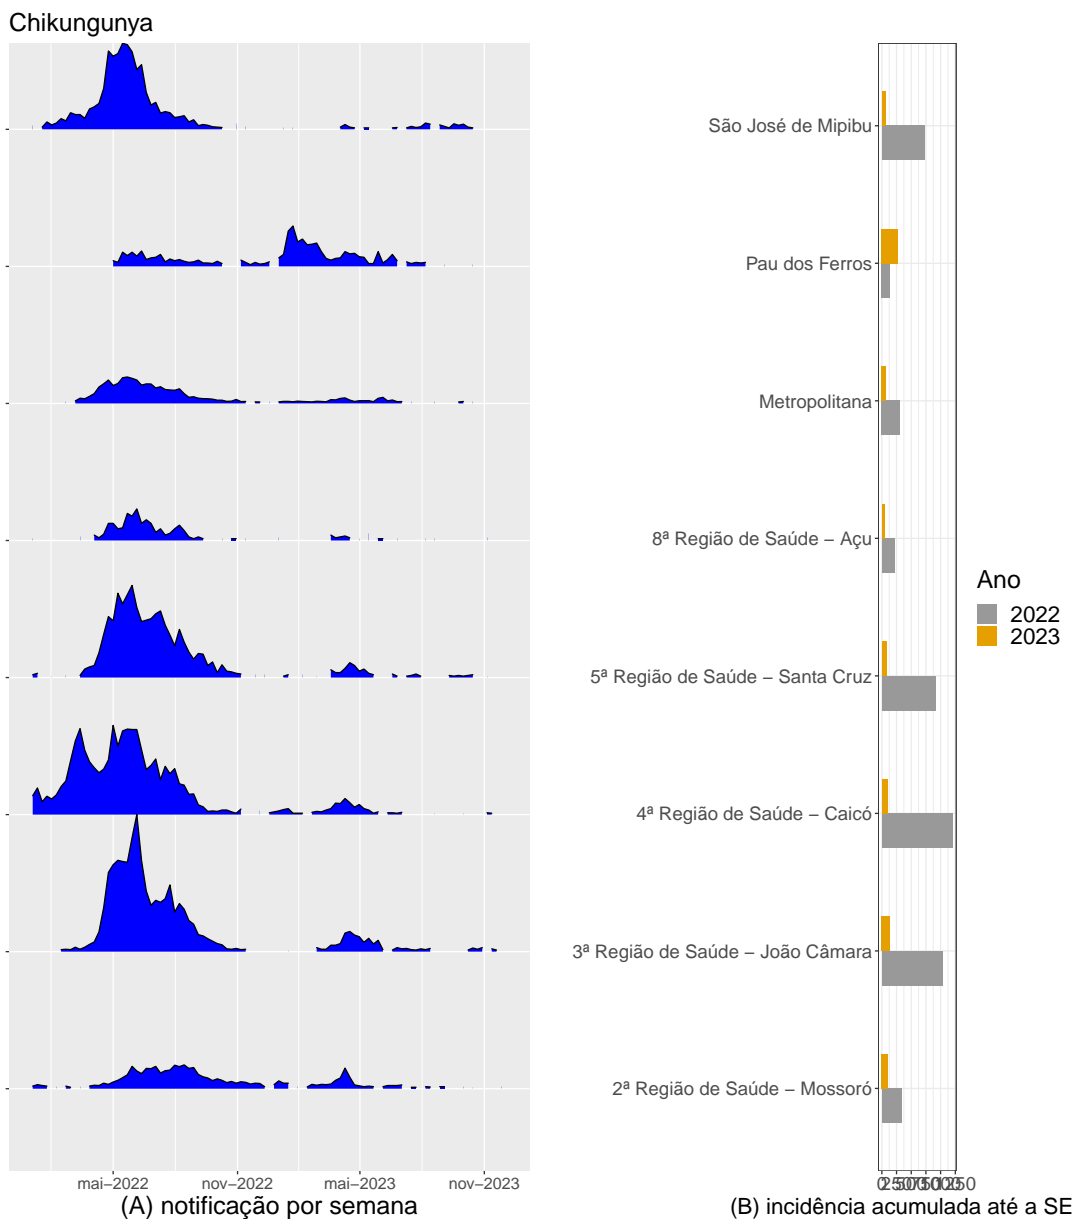 Chikungunya
São José de Mipibu
Pau dos Ferros
Metropolitana
8ª Região de Saúde − Açu
5ª Região de Saúde − Santa Cruz
4ª Região de Saúde − Caicó
3ª Região de Saúde − João Câmara
2ª Região de Saúde − Mossoró
Ano
2022
2023
mai−2022 nov−2022 mai−2023 nov−2023
(A) notificação por semana
(B) incidência acumulada até a SE